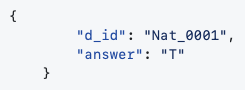 {
"d_id": "Nat_0001",
"answer": "T"
}